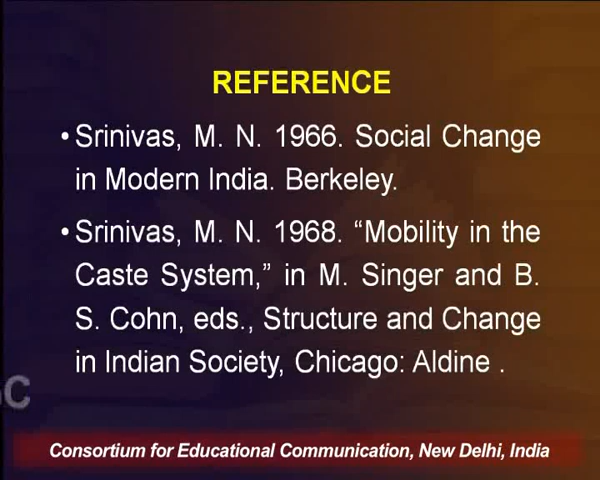 REFERENCE
• Srinivas, M. N. 1966. Social Change
in Modern India. Berkeley.
• Srinivas, M. N. 1968. “Mobility in the
Caste System,” in M. Singer and B.
S. Cohn, eds., Structure and Change
in Indian Society, Chicago: Aldine .
C
Consortium for Educational Communication, New Delhi, India